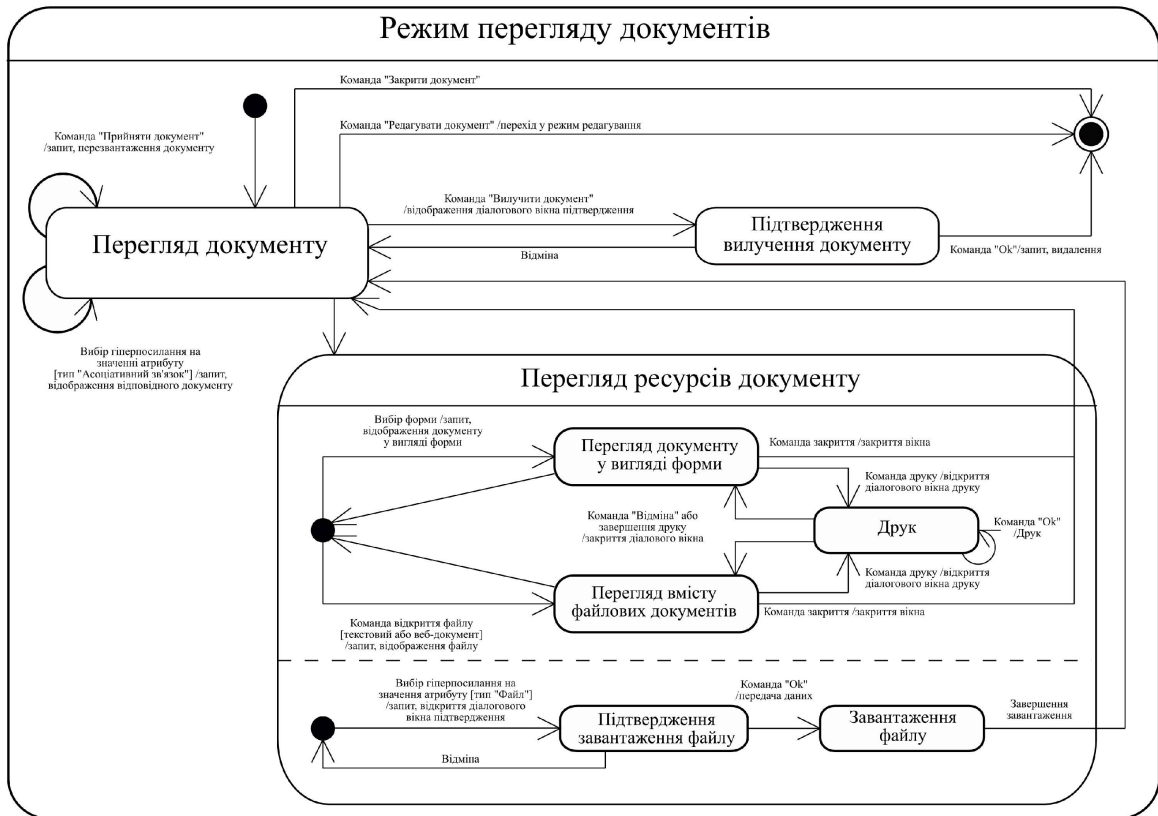 Режим перегляду документів
Команда "Закрити документ"
Команда "Прийняти документ"
/запит, перезвантаження документу
Команда "Редагувати документ" /перехід у режим редагування
Команда "Вилучити документ"
/відображення діалогового вікна підтвердження
Перегляд документу
Підтвердження
вилучення документу
Відміна
Команда "Ok"/запит, видалення
Вибір гіперпосилання на
значенні атрибуту
[тип "Асоціативний зв'язок"] /запит,
відображення відповідного документу
Перегляд ресурсів документу
Вибір форми /запит,
відображення документу
у вигляді форми
Перегляд документу
у вигляді форми
Команда закриття /закриття вікна
Команда друку /відкриття
діалогового вікна друку
Команда "Відміна" або
завершення друку
/закриття діалового вікна
Друк
Команда "Ok"
/Друк
Команда друку /відкриття
діалогового вікна друку
Перегляд вмісту
файлових документів
Команда закриття /закриття вікна
Команда відкриття файлу
[текстовий або веб-документ]
/запит, відображення файлу
Вибір гіперпосилання на
значення атрибуту [тип "Файл"]
/запит, відкриття діалогового
вікна підтвердження
Команда "Ok"
/передача даних
Підтвердження
завантаження файлу
Завантаження
файлу
Завершення
завантаження
Відміна